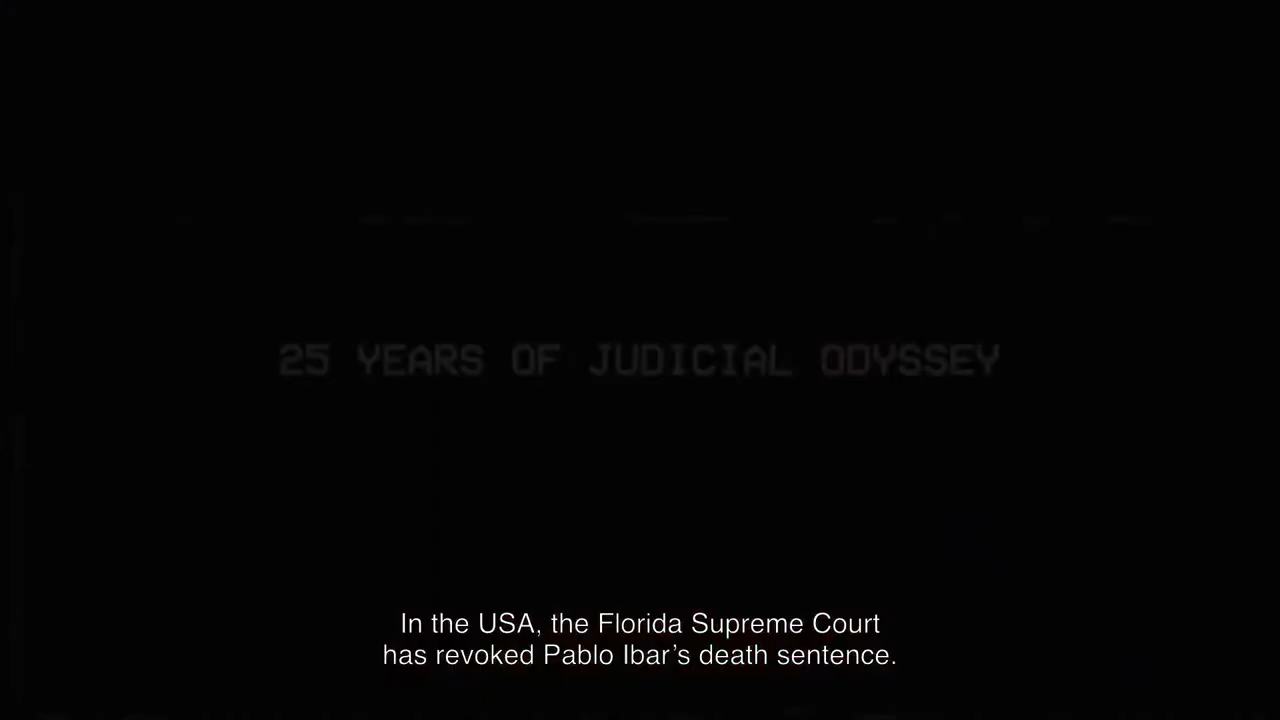 25 YEARS OF JUDICIAL ODYSSEY
In the USA, the Florida Supreme Court
has revoked Pablo Ibar’s death sentence.